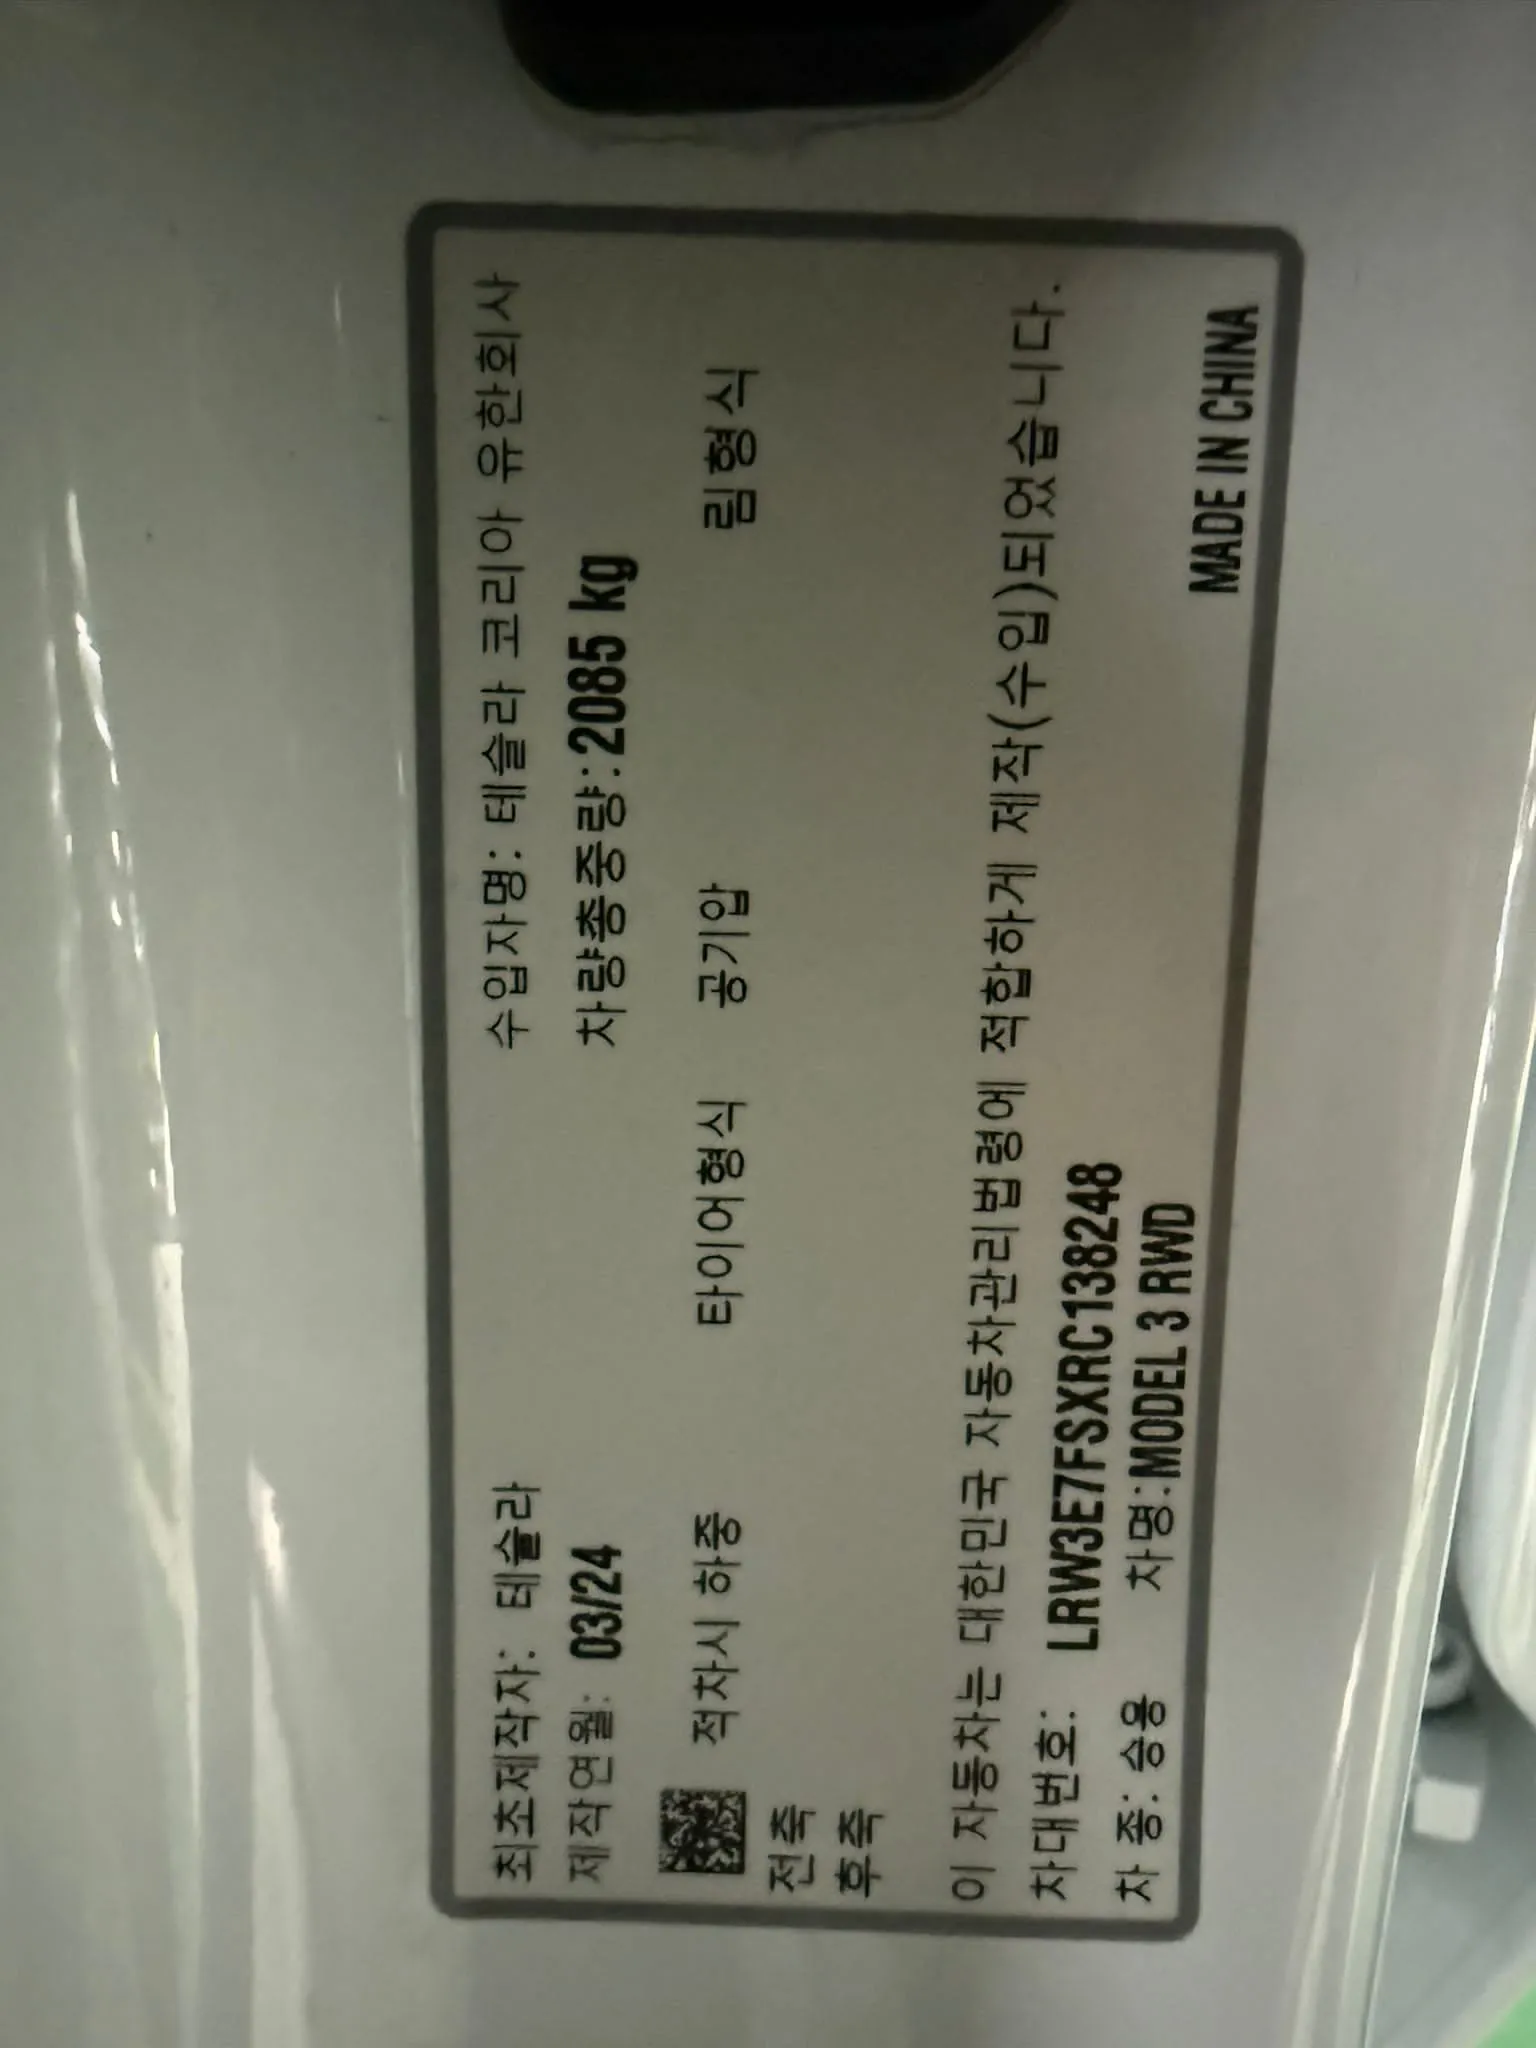 최초제작자: 테슬라 수입자명: 테슬라 코리아 유한회사
제작연월: 03/24 차량총중량:2085 kg
적차시 하중 타이어형식 공기압 림형식
전축
후축
이 자동차는 대한민국 자동차관리법령에 적합하게 제작(수입)되었습니다.
차대번호: LRW3E7FSXRC138248
차 종: 승용 차명:MODEL 3 RWD
MADE IN CHINA